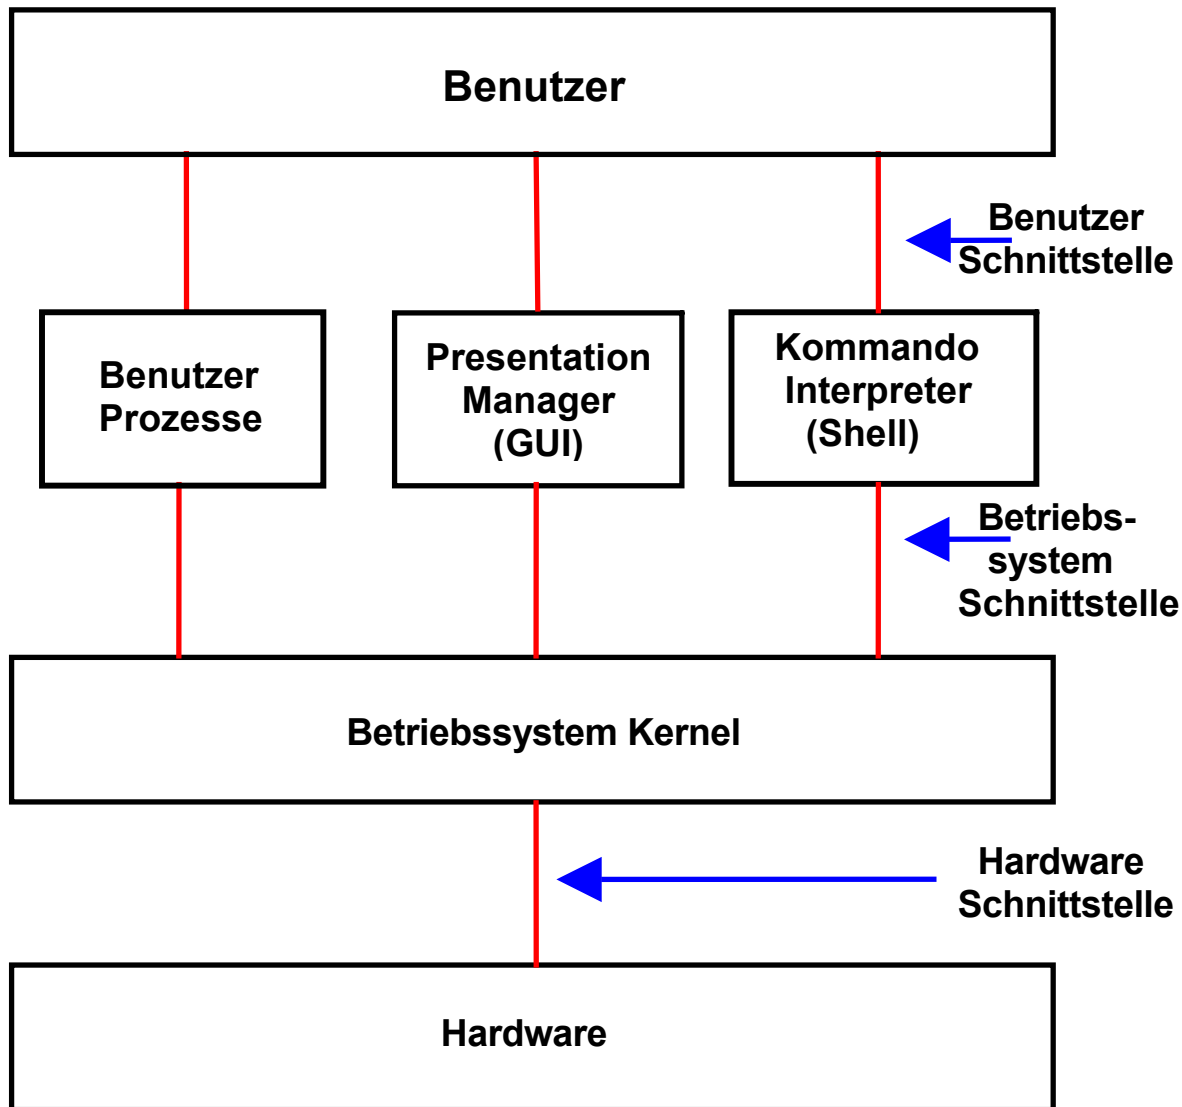 Benutzer
Benutzer
Schnittstelle
Benutzer
Prozesse
Presentation
Manager
(GUI)
Kommando
Interpreter
(Shell)
Betriebs-
system
Schnittstelle
Betriebssystem Kernel
Hardware
Schnittstelle
Hardware